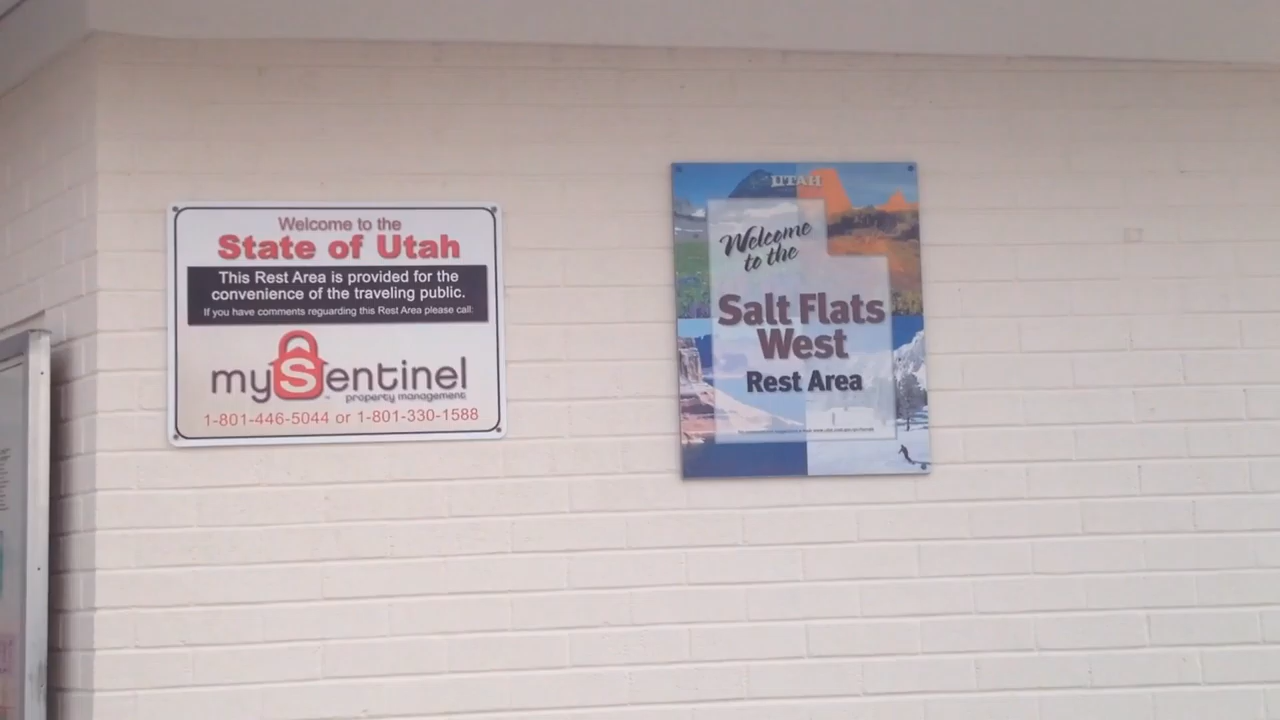 Welcome to the
State of Utah
This Rest Area is provided for the
convenience of the traveling public.
If you have comments reguarding this Rest Area please call:
mySentinel
property management
1-801-446-5044 or 1-801-330-1588
UTAH
Welcome
to the
Salt Flats
West
Rest Area